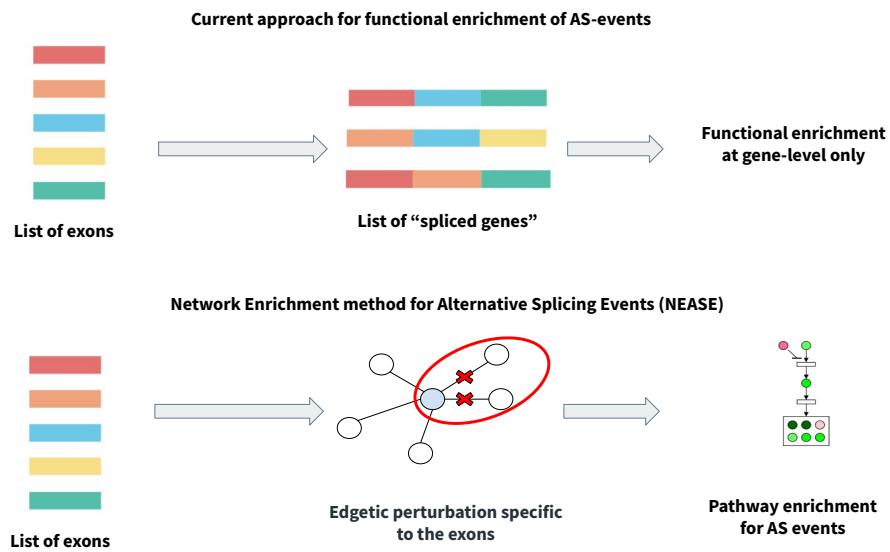 Current approach for functional enrichment of AS-events
List of exons
List of “spliced genes”
Functional enrichment
at gene-level only
Network Enrichment method for Alternative Splicing Events (NEASE)
List of exons
Edgetic perturbation specific
to the exons
Pathway enrichment
for AS events